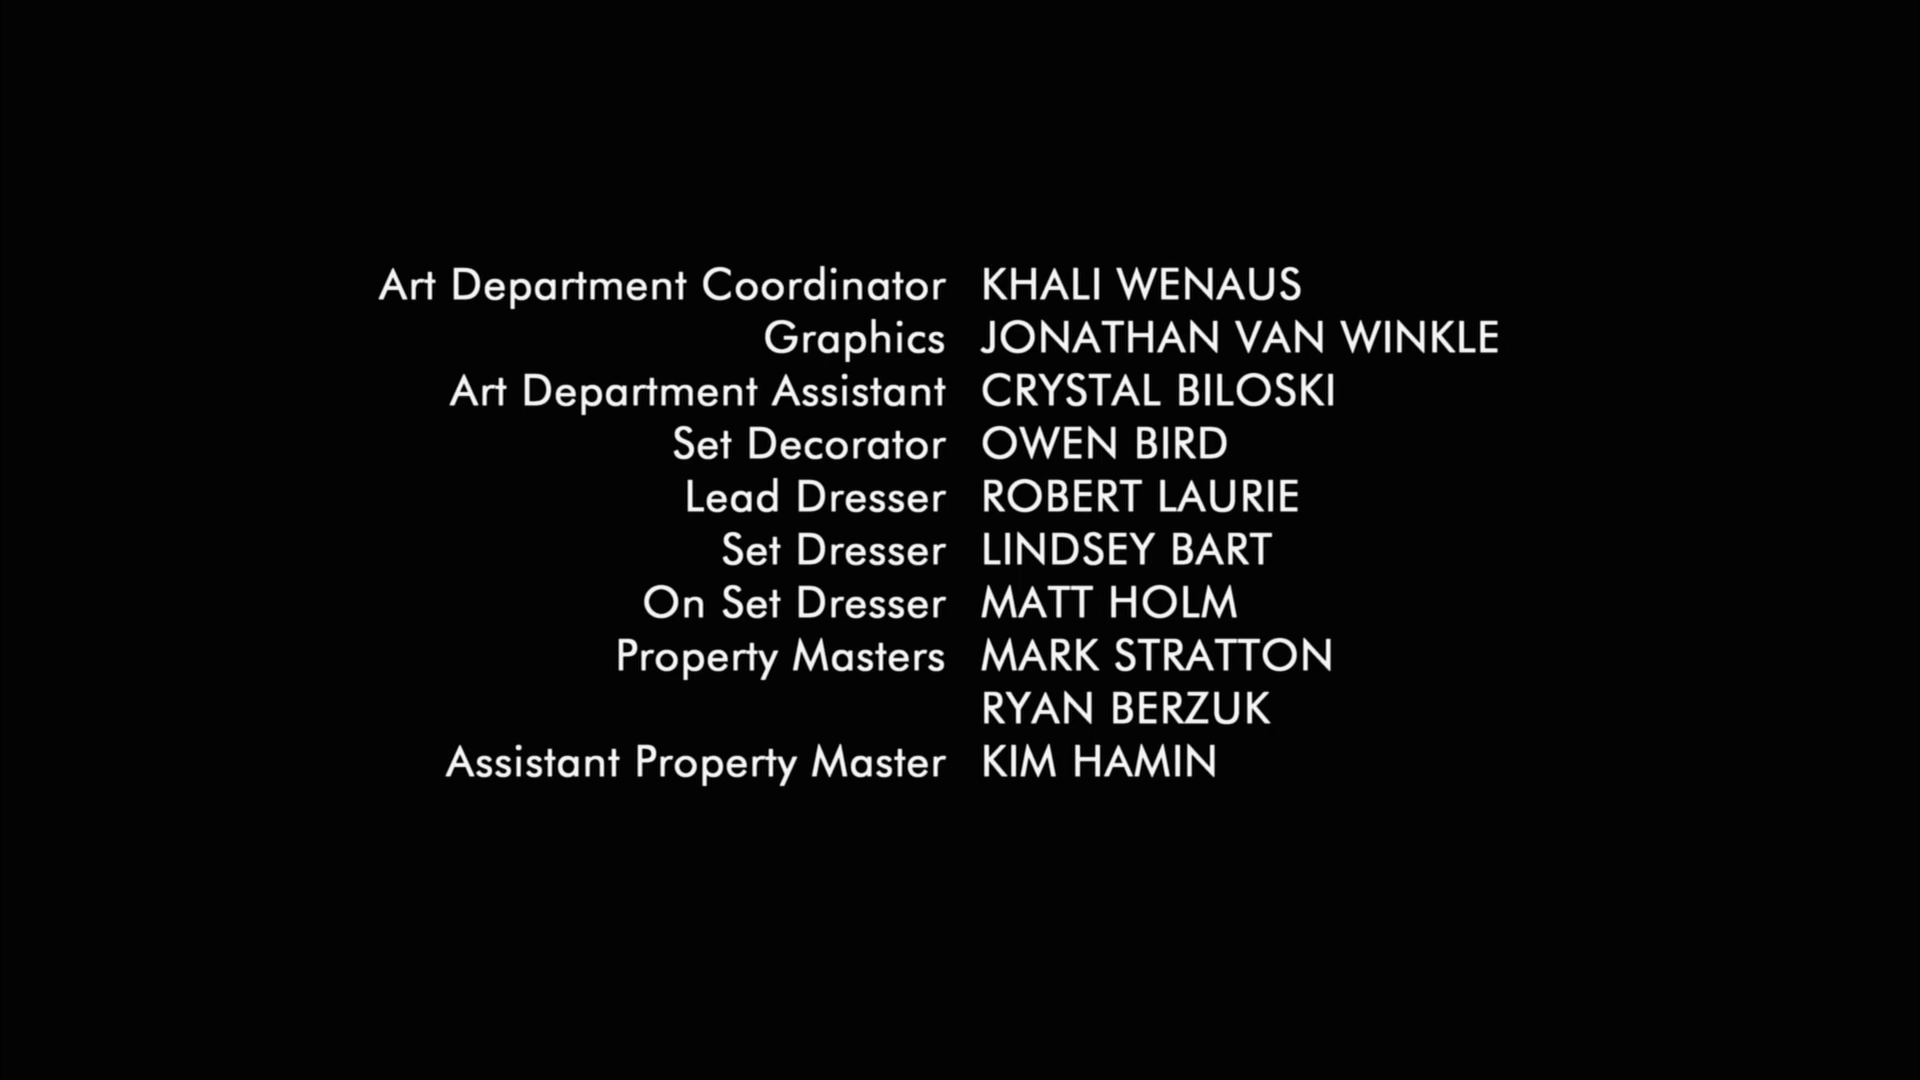 Art Department Coordinator KHALI WENAUS
Graphics JONATHAN VAN WINKLE
Art Department Assistant CRYSTAL BILOSKI
Set Decorator OWEN BIRD
Lead Dresser ROBERT LAURIE
Set Dresser LINDSEY BART
On Set Dresser MATT HOLM
Property Masters MARK STRATTON
RYAN BERZUK
Assistant Property Master KIM HAMIN